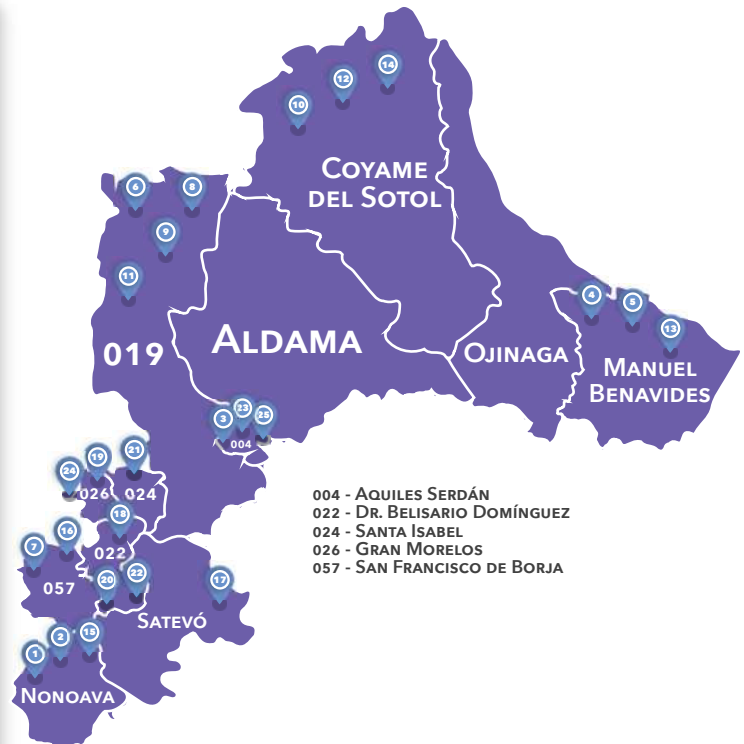 14
12
10
COYAME
DEL SOTOL
6
8
9
11
4
5
13
019
ALDAMA
OJINAGA
MANUEL
BENAVIDES
3
23
25
004
21
19
24
026
024
18
16
7
022
057
20
22
17
SATEVÓ
2
15
1
NONOAVA
004 - AQUILES SERDÁN
022 - DR. BELISARIO DOMÍNGUEZ
024 - SANTA ISABEL
026 - GRAN MORELOS
057 - SAN FRANCISCO DE BORJA